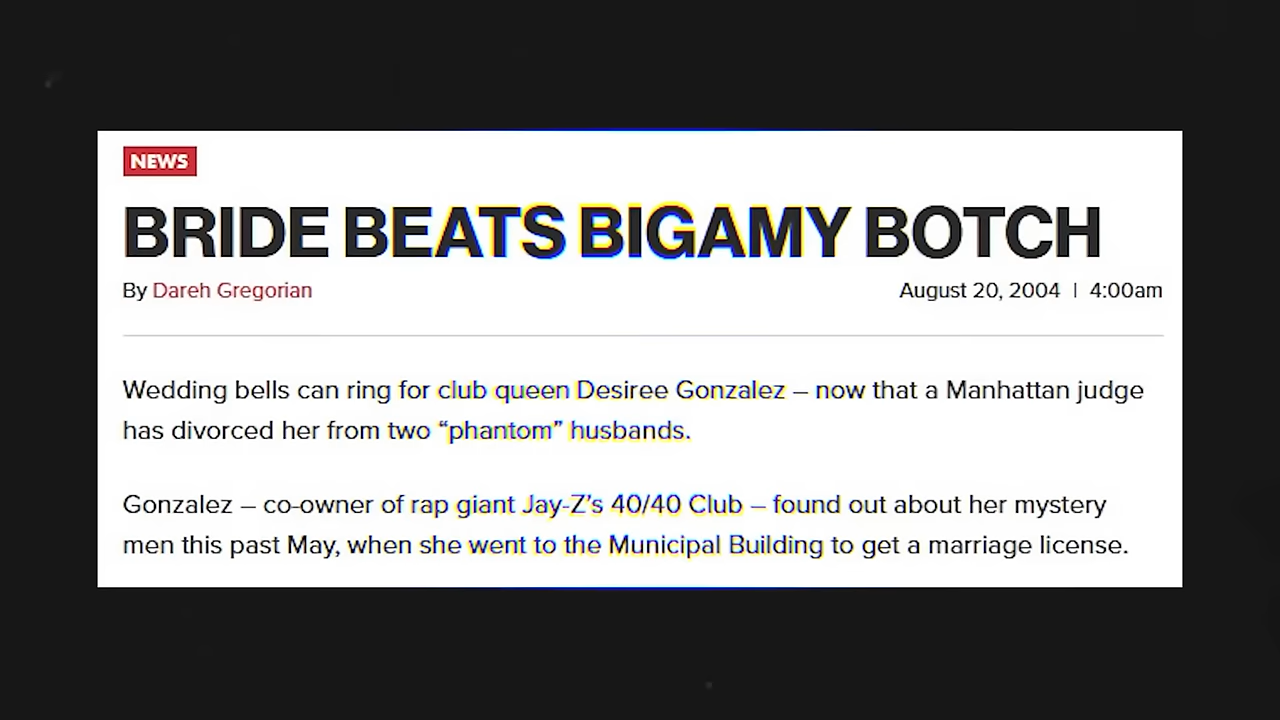 NEWS
BRIDE BEATS BIGAMY BOTCH
By Dareh Gregorian August 20, 2004 | 4:00am
Wedding bells can ring for club queen Desiree Gonzalez – now that a Manhattan judge
has divorced her from two “phantom” husbands.
Gonzalez – co-owner of rap giant Jay-Z’s 40/40 Club – found out about her mystery
men this past May, when she went to the Municipal Building to get a marriage license.